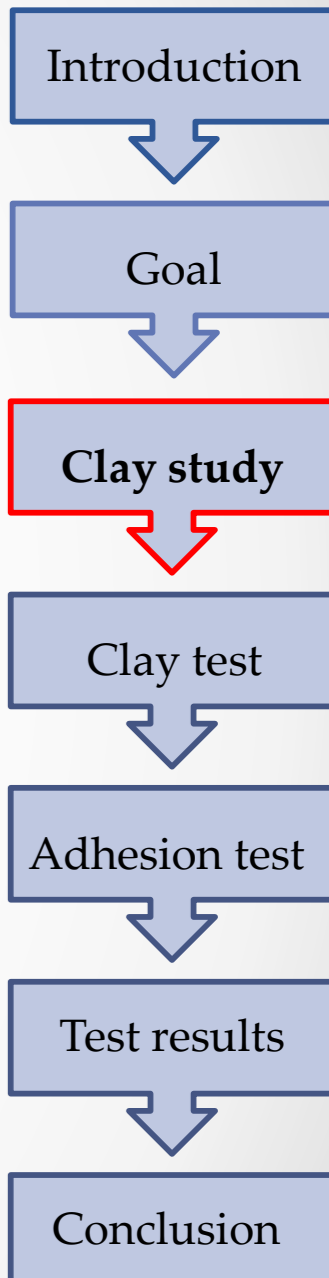 Introduction
Goal
Clay study
Clay test
Adhesion test
Test results
Conclusion